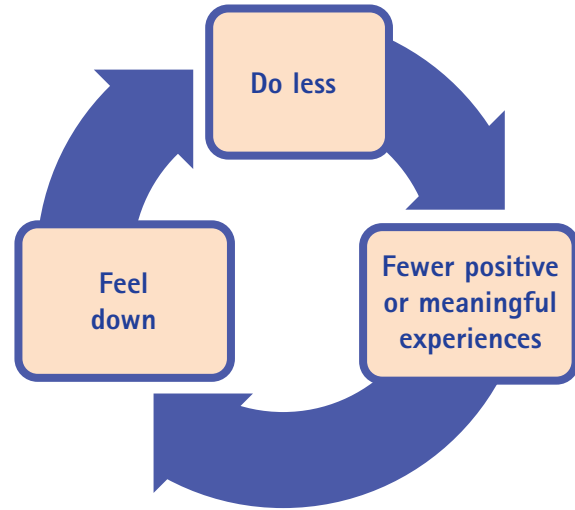 Do less
Fewer positive
or meaningful
experiences
Feel
down